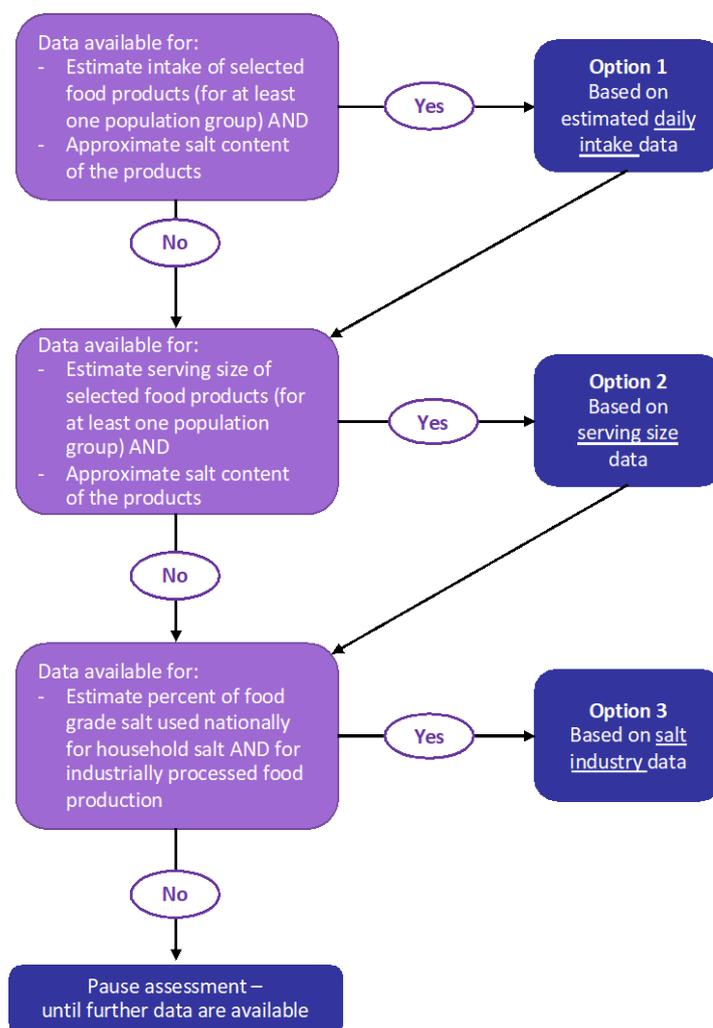 Data available for:
- Estimate intake of selected
food products (for at least
one population group) AND
- Approximate salt content
of the products
Yes
Option 1
Based on
estimated daily
intake data
No
Data available for:
- Estimate serving size of
selected food products (for
at least one population
group) AND
- Approximate salt content
of the products
Yes
Option 2
Based on
serving size
data
No
Data available for:
- Estimate percent of food
grade salt used nationally
for household salt AND for
industrially processed food
production
Yes
Option 3
Based on salt
industry data
No
Pause assessment –
until further data are available